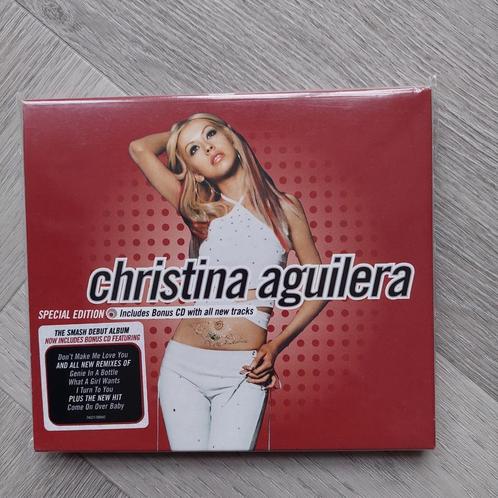 christina aguilera
SPECIAL EDITION Includes Bonus CD with all new tracks
THE SMASH DEBUT ALBUM
NOW INCLUDES BONUS CD FEATURING
Don't Make Me Love You
AND ALL NEW REMIXES OF
Genie In A Bottle
What A Girl Wants
I Turn To You
PLUS THE NEW HIT
Come On Over Baby